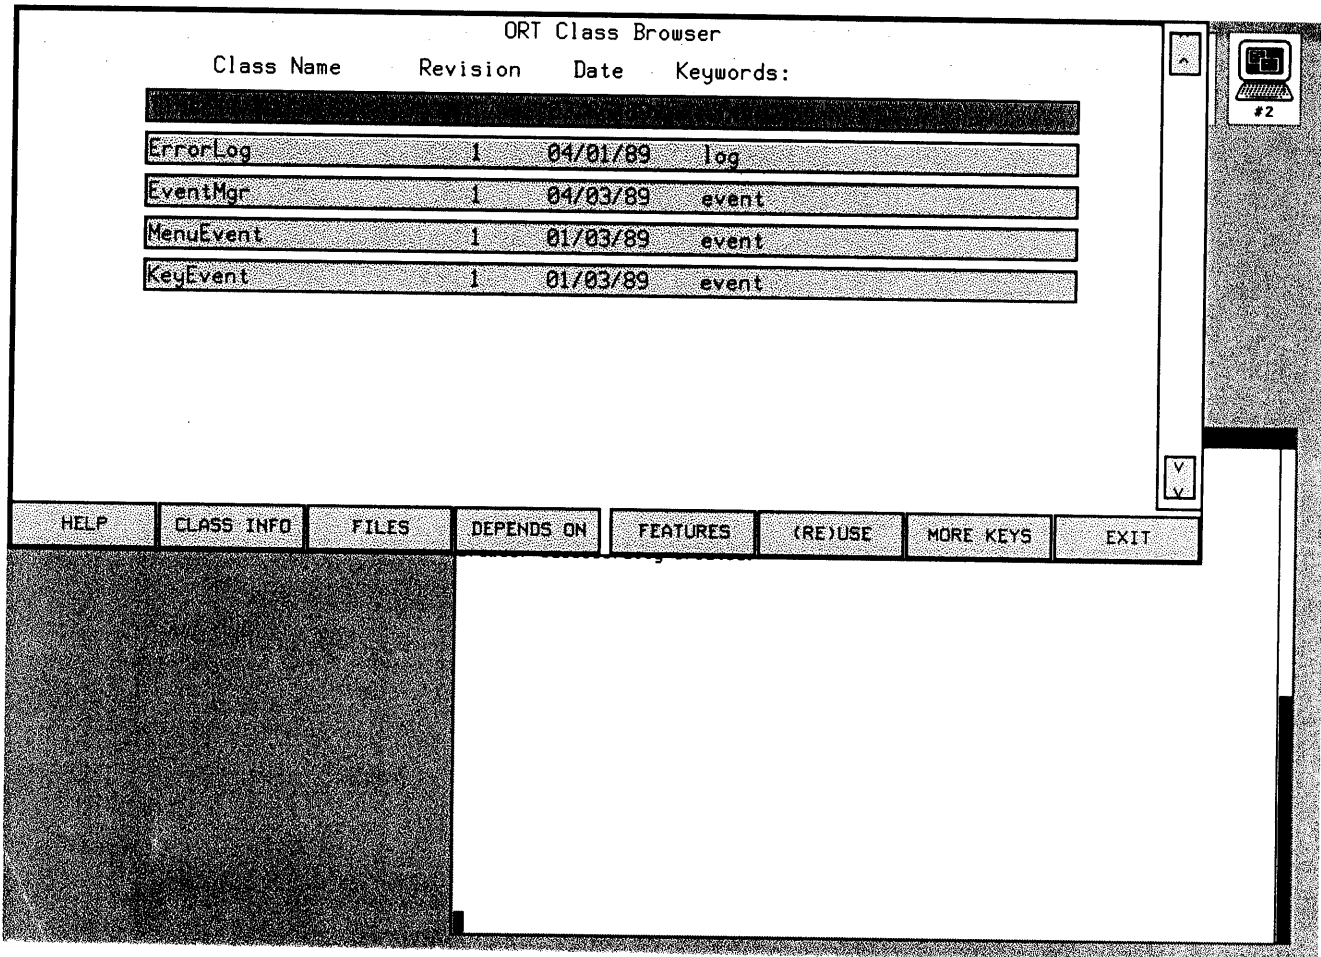 ORT Class Browser
Class Name Revision Date Keywords:
ErrorLog 1 04/01/89 log
EventMgr 1 04/03/89 event
MenuEvent 1 01/03/89 event
KeyEvent 1 01/03/89 event
HELP CLASS INFO FILES DEPENDS ON FEATURES (RE)USE MORE KEYS EXIT
#2